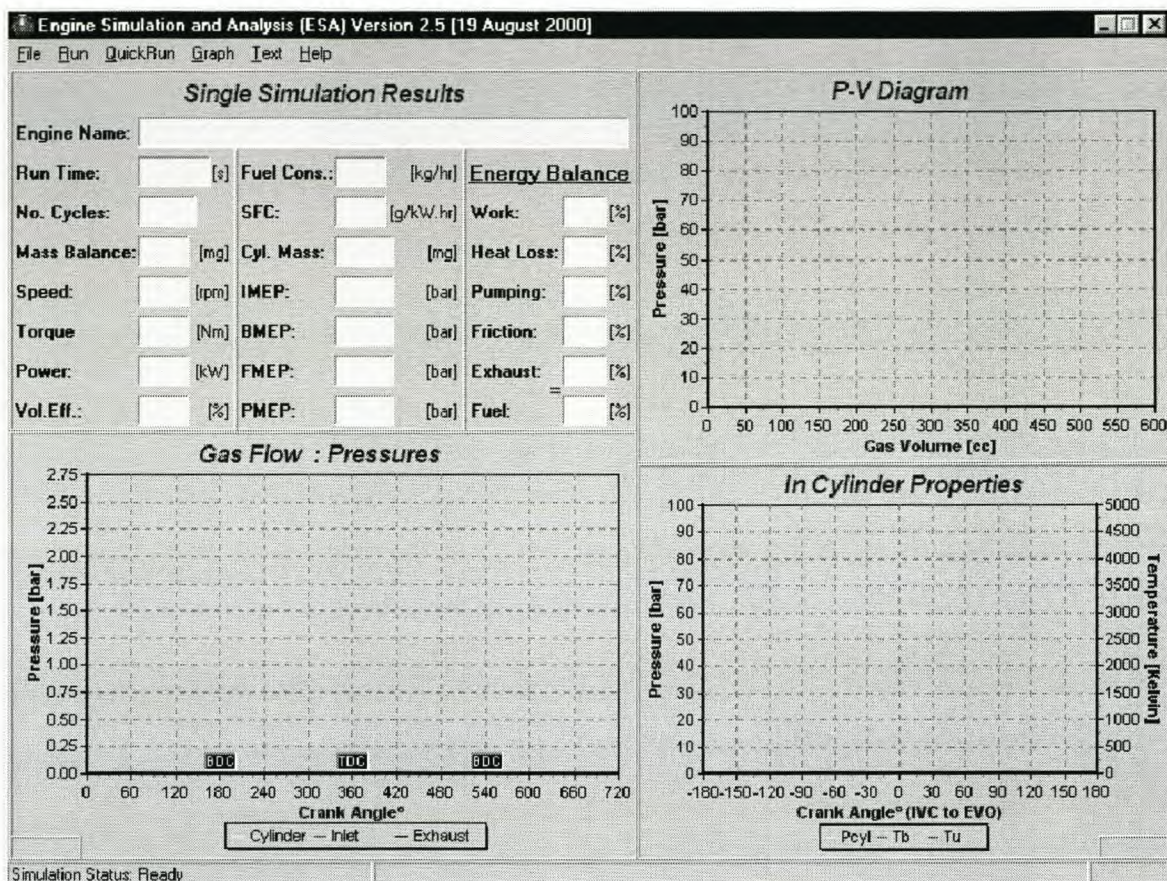 Engine Simulation and Analysis (ESA) Version 2.5 [19 August 2000]
File Run QuickRun Graph Text Help
Single Simulation Results
Engine Name:
Run Time: [s] Fuel Cons.: [kg/hr] Energy Balance
No. Cycles: SFC: [g/kW.hr] Work: [%]
Mass Balance: [mg] Cyl. Mass: [mg] Heat Loss: [%]
Speed: [rpm] IMEP: [bar] Pumping: [%]
Torque [Nm] BMEP: [bar] Friction: [%]
Power: [kW] FMEP: [bar] Exhaust: [%]
=
Vol.Eff.: [%] PMEP: [bar] Fuel: [%]
P-V Diagram
100
90
80
70
60
50
40
30
20
10
0
Pressure [bar]
0 50 100 150 200 250 300 350 400 450 500 550 600
Gas Volume [cc]
Gas Flow : Pressures
2.75
2.50
2.25
2.00
1.75
1.50
1.25
1.00
0.75
0.50
0.25
0.00
Pressure [bar]
BDC TDC BDC
0 60 120 180 240 300 360 420 480 540 600 660 720
Crank Angle°
Cylinder — Inlet — Exhaust
In Cylinder Properties
100
90
80
70
60
50
40
30
20
10
0
Pressure [bar]
5000
4500
4000
3500
3000
2500
2000
1500
1000
500
0
Temperature [Kelvin]
-180 -150 -120 -90 -60 -30 0 30 60 90 120 150 180
Crank Angle° (IVC to EVO)
Pcyl — Tb — Tu
Simulation Status: Ready